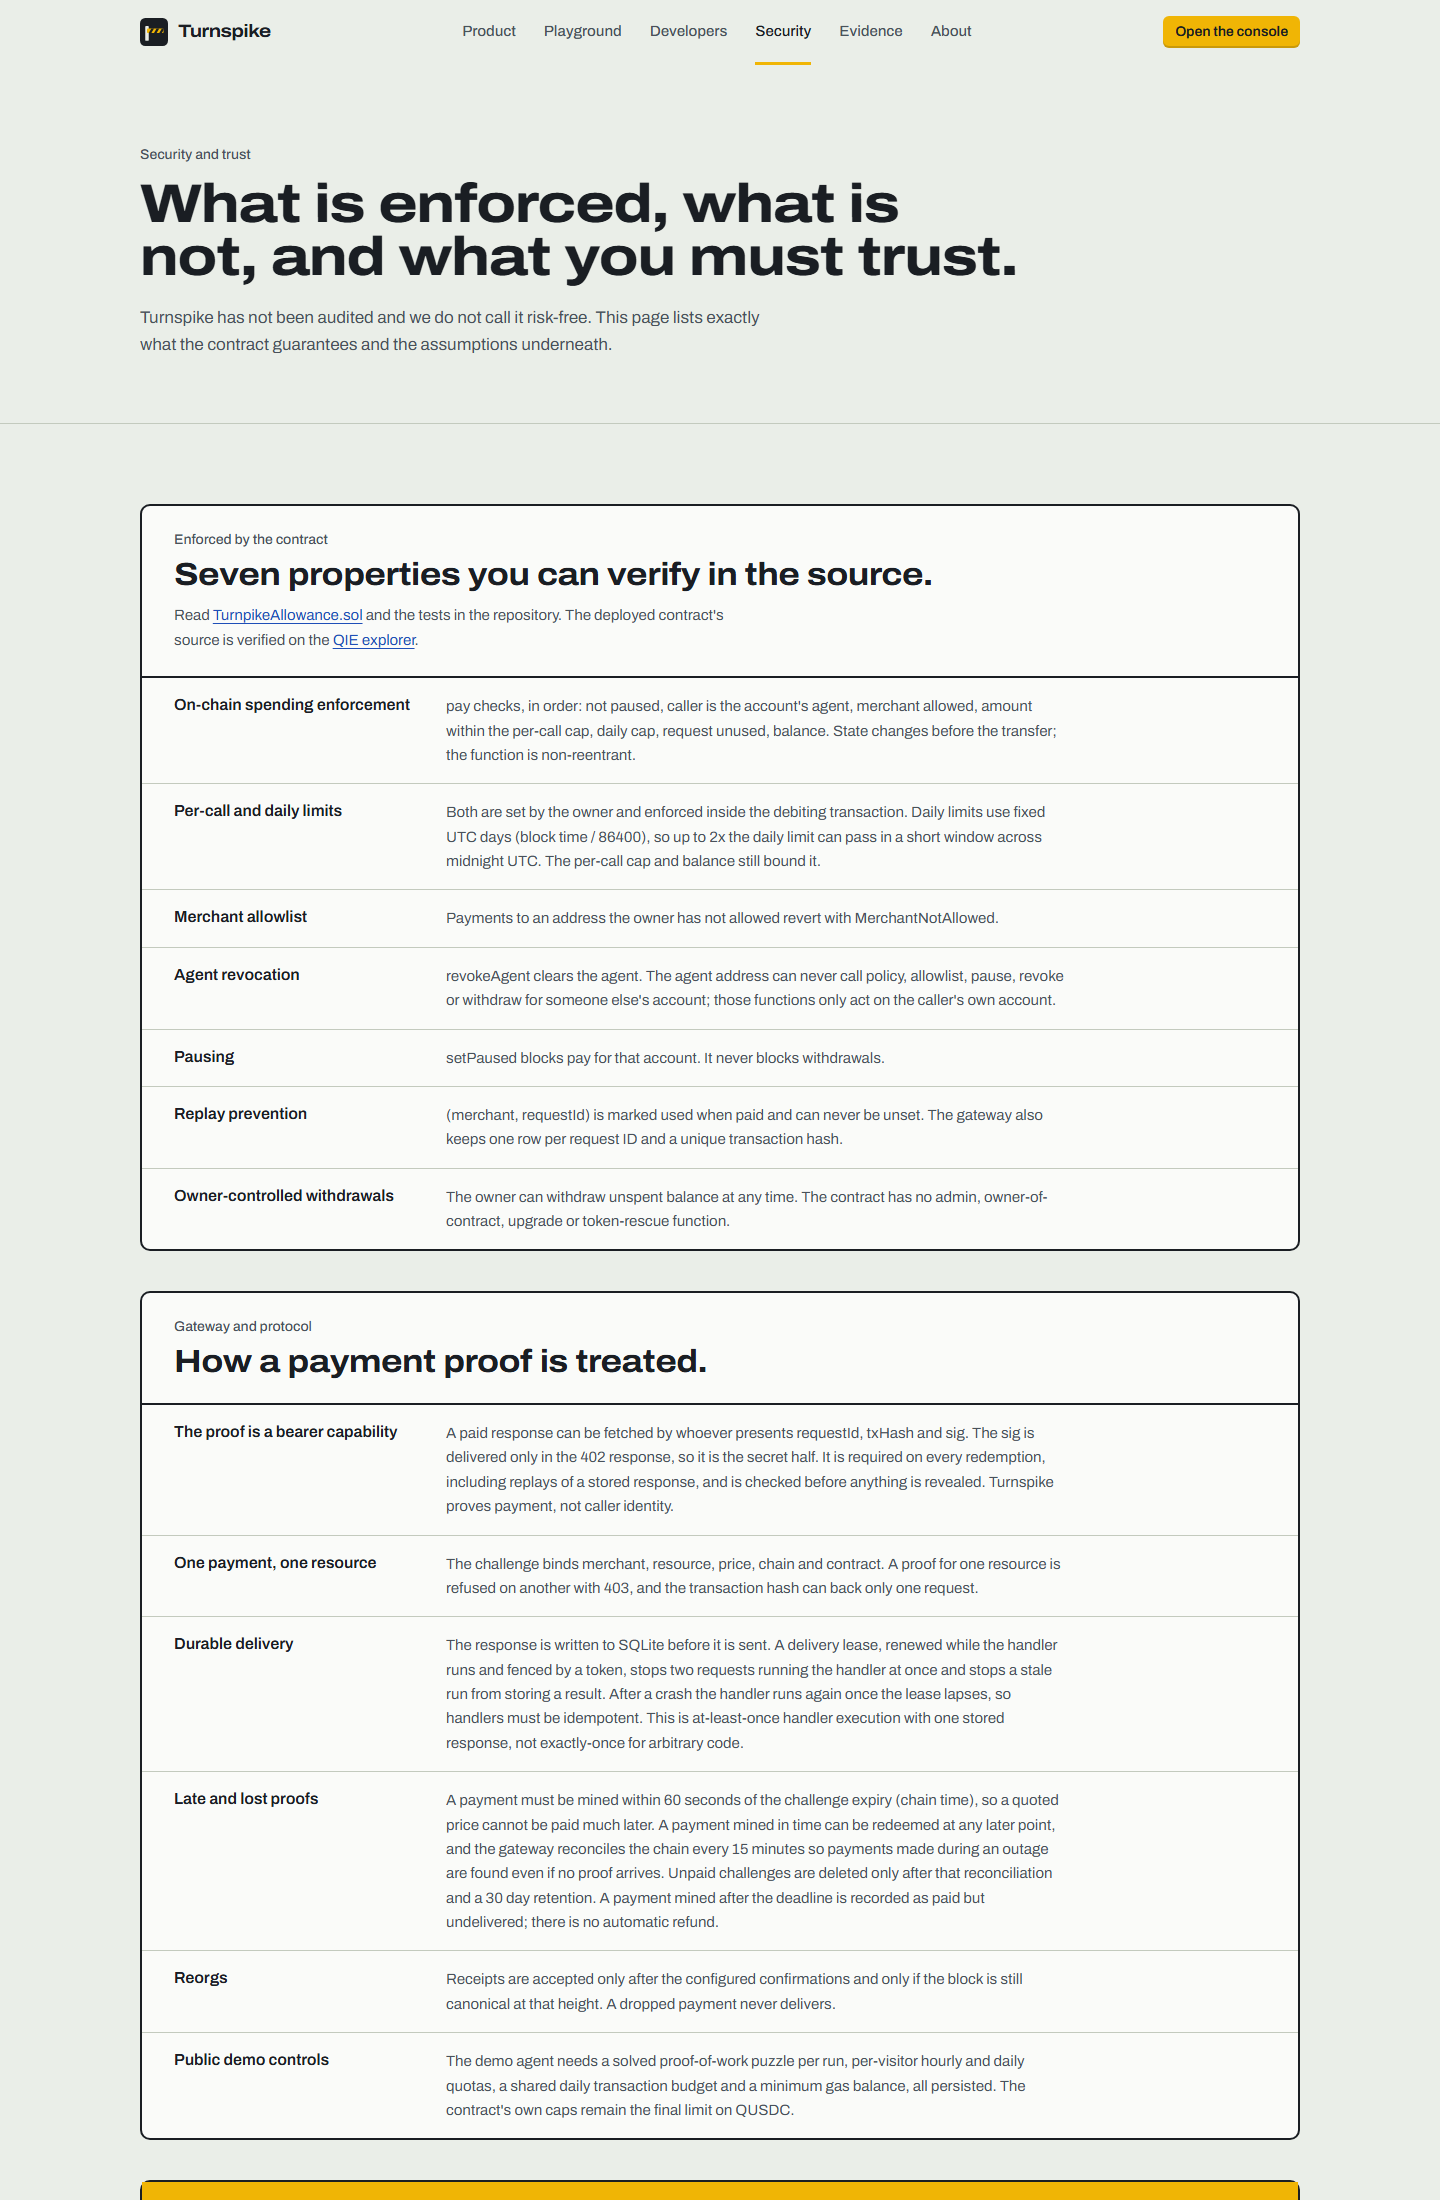 Turnspike
Product
Playground
Developers
Security
Evidence
About
Open the console
Security and trust
What is enforced, what is
not, and what you must trust.
Turnspike has not been audited and we do not call it risk-free. This page lists exactly
what the contract guarantees and the assumptions underneath.
Enforced by the contract
Seven properties you can verify in the source.
Read TurnpikeAllowance.sol and the tests in the repository. The deployed contract's
source is verified on the QIE explorer.
On-chain spending enforcement
pay checks, in order: not paused, caller is the account's agent, merchant allowed, amount
within the per-call cap, daily cap, request unused, balance. State changes before the transfer;
the function is non-reentrant.
Per-call and daily limits
Both are set by the owner and enforced inside the debiting transaction. Daily limits use fixed
UTC days (block time / 86400), so up to 2x the daily limit can pass in a short window across
midnight UTC. The per-call cap and balance still bound it.
Merchant allowlist
Payments to an address the owner has not allowed revert with MerchantNotAllowed.
Agent revocation
revokeAgent clears the agent. The agent address can never call policy, allowlist, pause, revoke
or withdraw for someone else's account; those functions only act on the caller's own account.
Pausing
setPaused blocks pay for that account. It never blocks withdrawals.
Replay prevention
(merchant, requestId) is marked used when paid and can never be unset. The gateway also
keeps one row per request ID and a unique transaction hash.
Owner-controlled withdrawals
The owner can withdraw unspent balance at any time. The contract has no admin, owner-of-
contract, upgrade or token-rescue function.
Gateway and protocol
How a payment proof is treated.
The proof is a bearer capability
A paid response can be fetched by whoever presents requestId, txHash and sig. The sig is
delivered only in the 402 response, so it is the secret half. It is required on every redemption,
including replays of a stored response, and is checked before anything is revealed. Turnspike
proves payment, not caller identity.
One payment, one resource
The challenge binds merchant, resource, price, chain and contract. A proof for one resource is
refused on another with 403, and the transaction hash can back only one request.
Durable delivery
The response is written to SQLite before it is sent. A delivery lease, renewed while the handler
runs and fenced by a token, stops two requests running the handler at once and stops a stale
run from storing a result. After a crash the handler runs again once the lease lapses, so
handlers must be idempotent. This is at-least-once handler execution with one stored
response, not exactly-once for arbitrary code.
Late and lost proofs
A payment must be mined within 60 seconds of the challenge expiry (chain time), so a quoted
price cannot be paid much later. A payment mined in time can be redeemed at any later point,
and the gateway reconciles the chain every 15 minutes so payments made during an outage
are found even if no proof arrives. Unpaid challenges are deleted only after that reconciliation
and a 30 day retention. A payment mined after the deadline is recorded as paid but
undelivered; there is no automatic refund.
Reorgs
Receipts are accepted only after the configured confirmations and only if the block is still
canonical at that height. A dropped payment never delivers.
Public demo controls
The demo agent needs a solved proof-of-work puzzle per run, per-visitor hourly and daily
quotas, a shared daily transaction budget and a minimum gas balance, all persisted. The
contract's own caps remain the final limit on QUSDC.